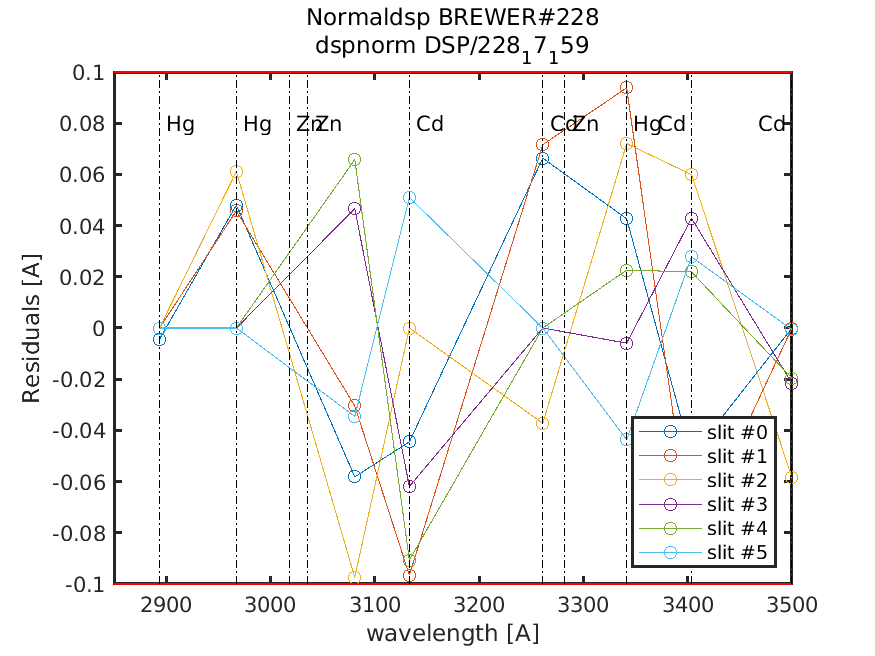 Normaldsp BREWER#228
dspnorm DSP/228₁7₁59
0.1
0.08
0.06
0.04
0.02
0
-0.02
-0.04
-0.06
-0.08
-0.1
Residuals [A]
Hg Hg Zn Zn Cd Cd Zn Hg Cd Cd
slit #0
slit #1
slit #2
slit #3
slit #4
slit #5
2900 3000 3100 3200 3300 3400 3500
wavelength [A]